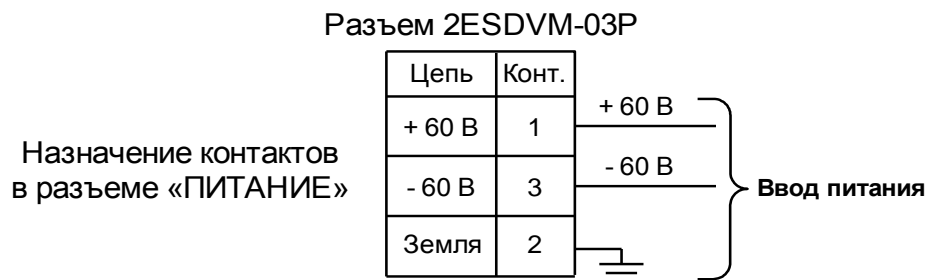 Разъем 2ESDVM-03P
Цепь Конт.
+ 60 В 1 + 60 В
Назначение контактов
в разъеме «ПИТАНИЕ»
- 60 В 3 - 60 В
Ввод питания
Земля 2